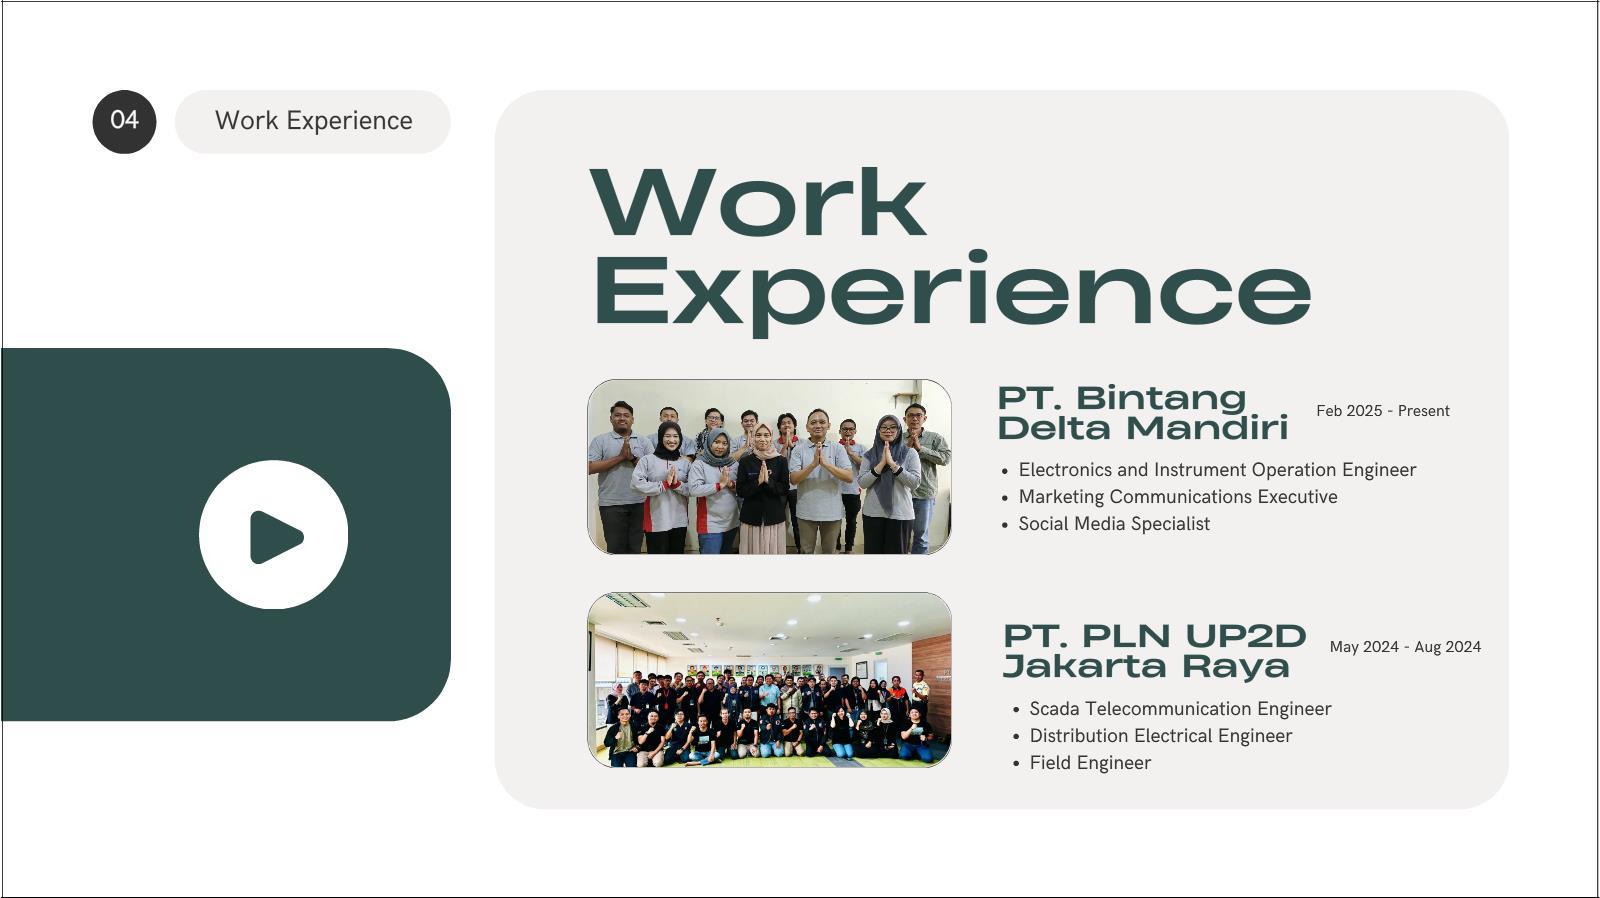 04
Work Experience
Work
Experience
PT. Bintang
Delta Mandiri
Feb 2025 - Present
• Electronics and Instrument Operation Engineer
• Marketing Communications Executive
• Social Media Specialist
PT. PLN UP2D
Jakarta Raya
May 2024 - Aug 2024
• Scada Telecommunication Engineer
• Distribution Electrical Engineer
• Field Engineer